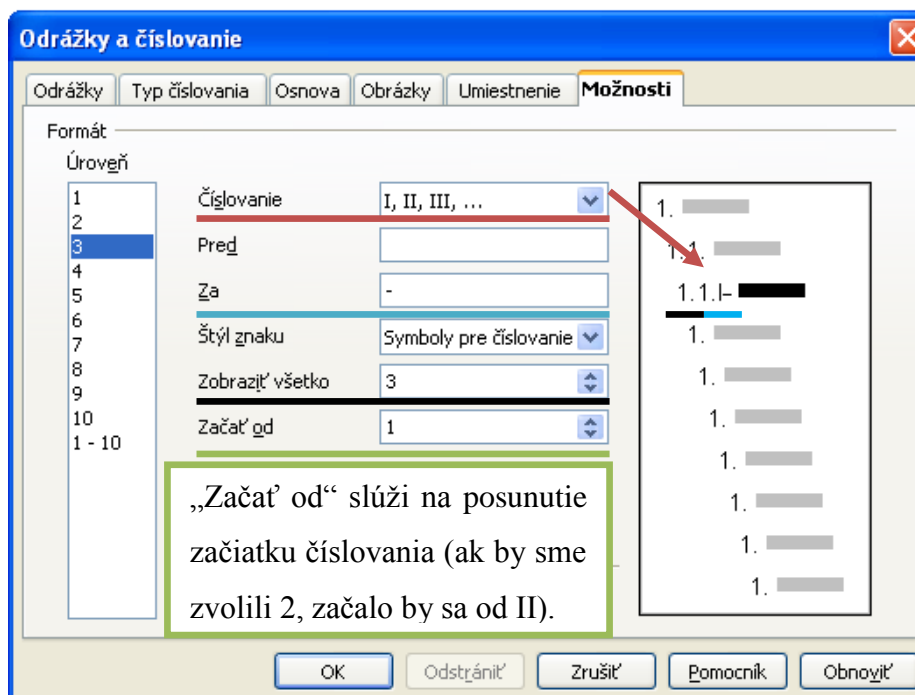 Odrážky a číslovanie
Odrážky Typ číslovania Osnova Obrázky Umiestnenie Možnosti
Formát
Úroveň
1
2
3
4
5
6
7
8
9
10
1 - 10
Číslovanie I, II, III, ...
Pred
Za -
Štýl znaku Symboly pre číslovanie
Zobraziť všetko 3
Začať od 1
„Začať od“ slúži na posunutie
začiatku číslovania (ak by sme
zvolili 2, začalo by sa od II).
1.
1.1.
1.1.I-
1.
1.
1.
1.
1.
1.
1.
OK Odstrániť Zrušiť Pomocník Obnoviť